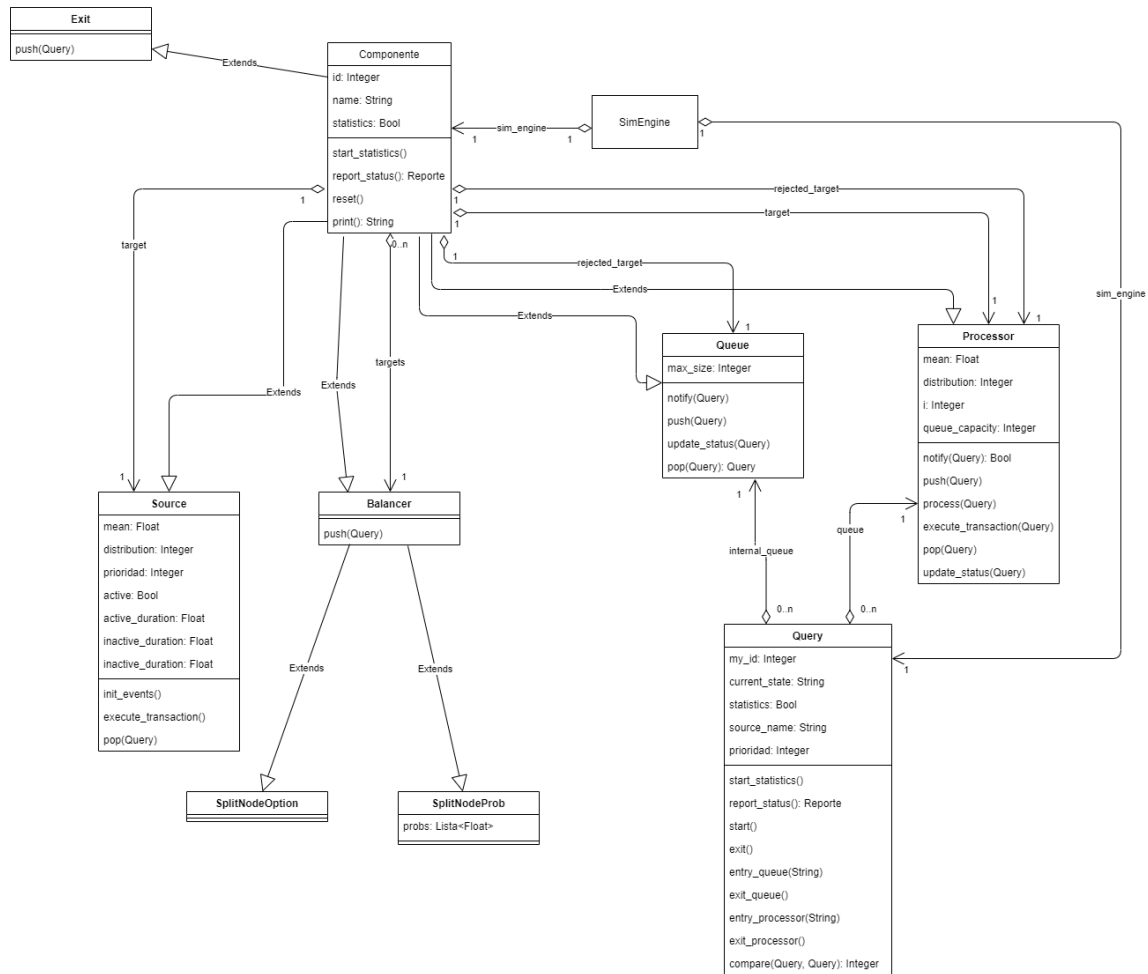 Exit
push(Query)
Extends
Componente
id: Integer
name: String
statistics: Bool
start_statistics()
report_status(): Reporte
reset()
print(): String
SimEngine
sim_engine
1
1
1
sim_engine
1
rejected_target
1
1
target
1
1
rejected_target
1
1
Extends
Extends
target
1
1
Extends
Extends
targets
0..n
1
Queue
max_size: Integer
notify(Query)
push(Query)
update_status(Query)
pop(Query): Query
Processor
mean: Float
distribution: Integer
i: Integer
queue_capacity: Integer
notify(Query): Bool
push(Query)
process(Query)
execute_transaction(Query)
pop(Query)
update_status(Query)
Source
mean: Float
distribution: Integer
prioridad: Integer
active: Bool
active_duration: Float
inactive_duration: Float
inactive_duration: Float
init_events()
execute_transaction()
pop(Query)
Balancer
push(Query)
Extends
Extends
SplitNodeOption
SplitNodeProb
probs: Lista<Float>
internal_queue
1
0..n
queue
1
0..n
Query
my_id: Integer
current_state: String
statistics: Bool
source_name: String
prioridad: Integer
start_statistics()
report_status(): Reporte
start()
exit()
entry_queue(String)
exit_queue()
entry_processor(String)
exit_processor()
compare(Query, Query): Integer